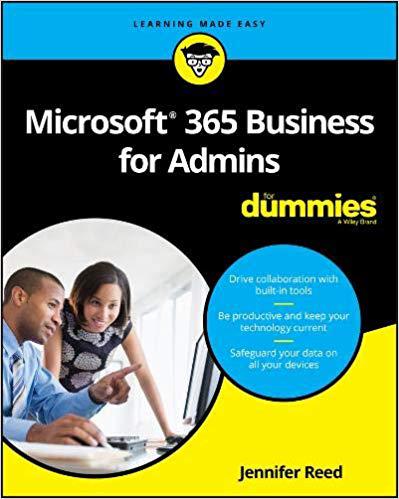 LEARNING MADE EASY
Microsoft® 365 Business
for Admins
for
dummies®
A Wiley Brand
Drive collaboration with
built-in tools
Be productive and keep your
technology current
Safeguard your data on
all your devices
Jennifer Reed